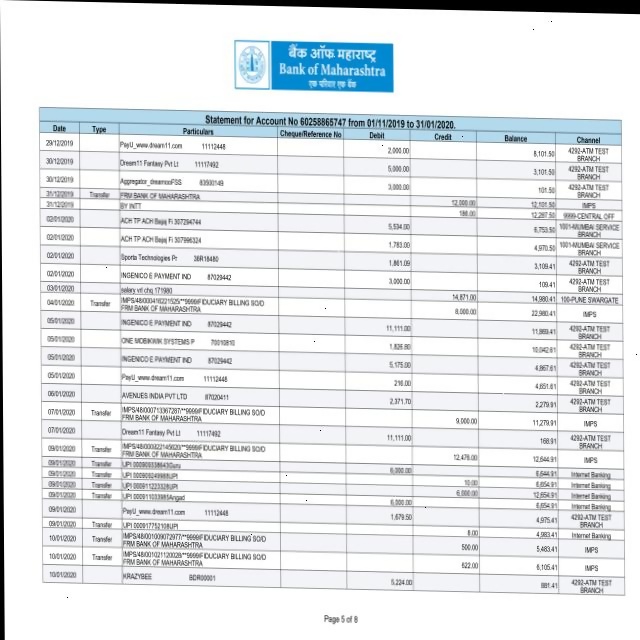 बैंक ऑफ महाराष्ट्र
Bank of Maharashtra
एक परिवार एक बैंक
Statement for Account No 60258865747 from 01/11/2019 to 31/01/2020.
Date Type Particulars Cheque/Reference No Debit Credit Balance Channel
29/12/2019 PayU_www.dream11.com 11112448 2,000.00 8,101.50 4292-ATM TEST BRANCH
30/12/2019 Dream11 Fantasy Pvt Lt 11117492 5,000.00 3,101.50 4292-ATM TEST BRANCH
30/12/2019 Aggregator_dreamooFSS 83500149 3,000.00 101.50 4292-ATM TEST BRANCH
31/12/2019 Transfer FRM BANK OF MAHARASHTRA 12,000.00 12,101.50 IMPS
31/12/2019 BY INTT 186.00 12,287.50 9999-CENTRAL OFF
02/01/2020 ACH TP ACH Bajaj Fi 307294744 5,534.00 6,753.50 1001-MUMBAI SERVICE BRANCH
02/01/2020 ACH TP ACH Bajaj Fi 307996324 1,783.00 4,970.50 1001-MUMBAI SERVICE BRANCH
02/01/2020 Sporta Technologies Pr 36R18480 1,861.09 3,109.41 4292-ATM TEST BRANCH
02/01/2020 INGENICO E PAYMENT IND 87029442 3,000.00 109.41 4292-ATM TEST BRANCH
03/01/2020 salary vrl chq 171980 14,871.00 14,980.41 100-PUNE SWARGATE
04/01/2020 Transfer IMPS/48/000416221525/**9999/FIDUCIARY BILLING SO/D FRM BANK OF MAHARASHTRA 8,000.00 22,980.41 IMPS
05/01/2020 INGENICO E PAYMENT IND 87029442 11,111.00 11,869.41 4292-ATM TEST BRANCH
05/01/2020 ONE MOBIKWIK SYSTEMS P 70010810 1,826.80 10,042.61 4292-ATM TEST BRANCH
05/01/2020 INGENICO E PAYMENT IND 87029442 5,175.00 4,867.61 4292-ATM TEST BRANCH
05/01/2020 PayU_www.dream11.com 11112448 216.00 4,651.61 4292-ATM TEST BRANCH
06/01/2020 AVENUES INDIA PVT LTD 87020411 2,371.70 2,279.91 4292-ATM TEST BRANCH
07/01/2020 Transfer IMPS/48/000713367287/**9999/FIDUCIARY BILLING SO/D FRM BANK OF MAHARASHTRA 9,000.00 11,279.91 IMPS
07/01/2020 Dream11 Fantasy Pvt Lt 11117492 11,111.00 168.91 4292-ATM TEST BRANCH
09/01/2020 Transfer IMPS/48/000822145020/**9999/FIDUCIARY BILLING SO/D FRM BANK OF MAHARASHTRA 12,476.00 12,644.91 IMPS
09/01/2020 Transfer UPI 000909338643Guru 6,000.00 6,644.91 Internet Banking
09/01/2020 Transfer UPI 000909249988UPI 10.00 6,654.91 Internet Banking
09/01/2020 Transfer UPI 000911223328UPI 6,000.00 12,654.91 Internet Banking
09/01/2020 Transfer UPI 000911033985Angad 6,000.00 6,654.91 Internet Banking
09/01/2020 PayU_www.dream11.com 11112448 1,679.50 4,975.41 4292-ATM TEST BRANCH
09/01/2020 Transfer UPI 000917752108UPI 8.00 4,983.41 Internet Banking
10/01/2020 Transfer IMPS/48/001009072977/**9999/FIDUCIARY BILLING SO/D FRM BANK OF MAHARASHTRA 500.00 5,483.41 IMPS
10/01/2020 Transfer IMPS/48/001021120028/**9999/FIDUCIARY BILLING SO/D FRM BANK OF MAHARASHTRA 622.00 6,105.41 IMPS
10/01/2020 KRAZYBEE BDR00001 5,224.00 881.41 4292-ATM TEST BRANCH
Page 5 of 8